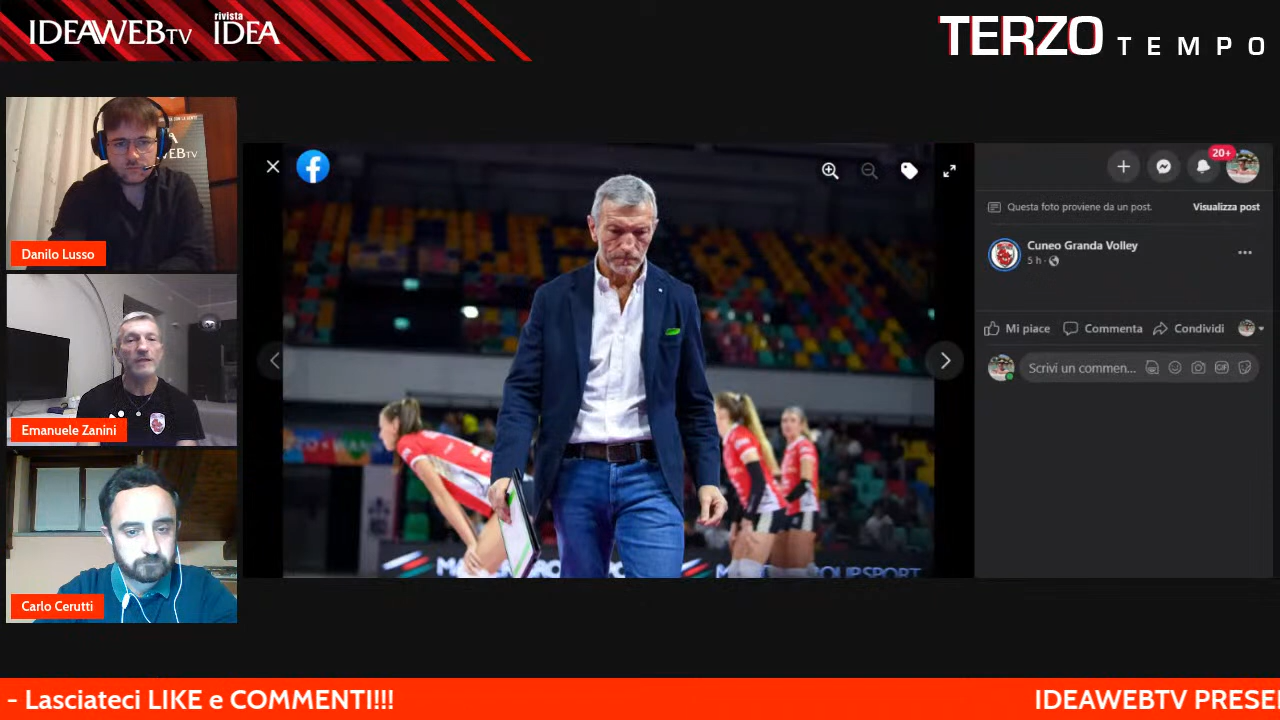 IDEAWEBTV
rivista
IDEA
TERZO TEMPO
Danilo Lusso
Emanuele Zanini
Carlo Cerutti
20+
Questa foto proviene da un post.
Visualizza post
Cuneo Granda Volley
5 h
Mi piace
Commenta
Condividi
Scrivi un commen...
GIF
- Lasciateci LIKE e COMMENTI!!!
IDEAWEBTV PRESE